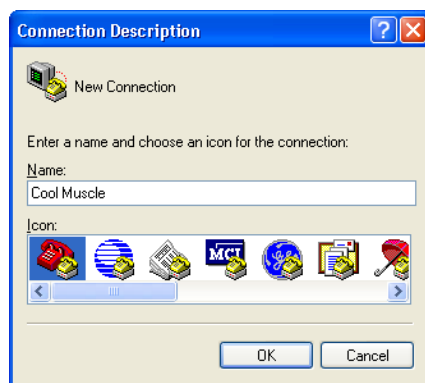 Connection Description
New Connection
Enter a name and choose an icon for the connection:
Name:
Cool Muscle
Icon:
MCI
OK Cancel